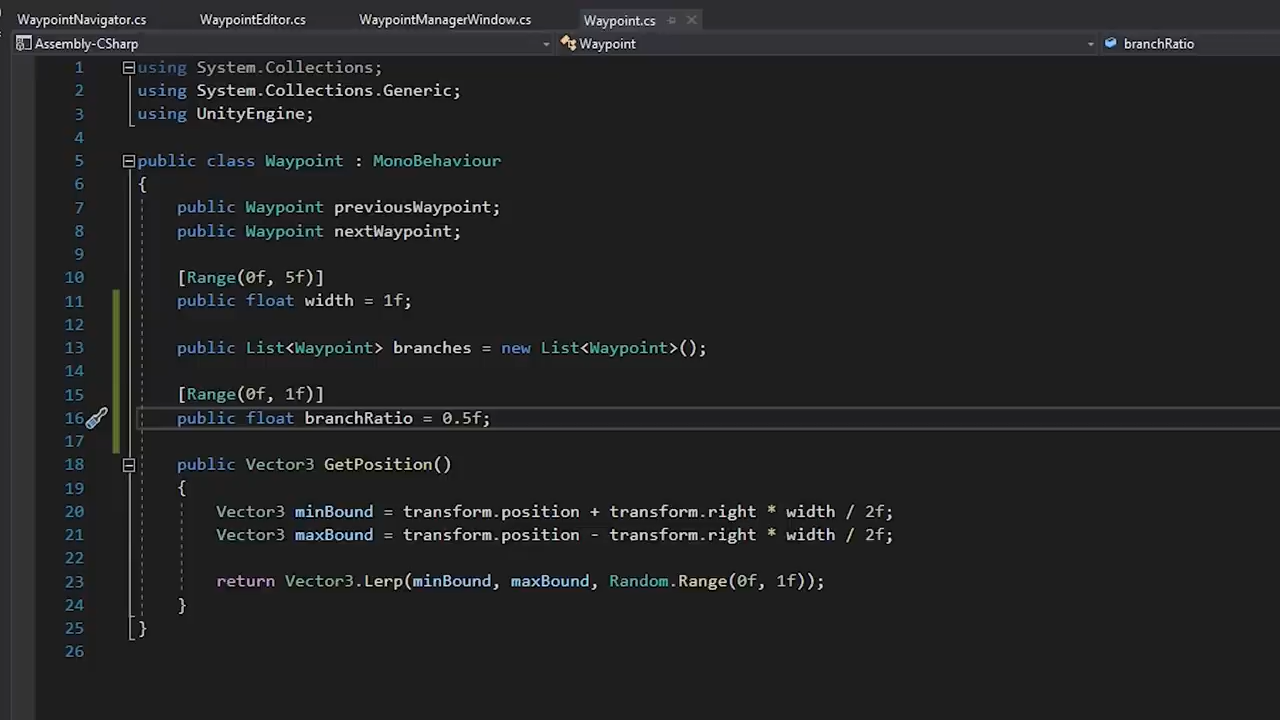 WaypointNavigator.cs WaypointEditor.cs WaypointManagerWindow.cs Waypoint.cs
Assembly-CSharp Waypoint branchRatio
1 using System.Collections;
2 using System.Collections.Generic;
3 using UnityEngine;
4
5 public class Waypoint : MonoBehaviour
6 {
7 public Waypoint previousWaypoint;
8 public Waypoint nextWaypoint;
9
10 [Range(0f, 5f)]
11 public float width = 1f;
12
13 public List<Waypoint> branches = new List<Waypoint>();
14
15 [Range(0f, 1f)]
16 public float branchRatio = 0.5f;
17
18 public Vector3 GetPosition()
19 {
20 Vector3 minBound = transform.position + transform.right * width / 2f;
21 Vector3 maxBound = transform.position - transform.right * width / 2f;
22
23 return Vector3.Lerp(minBound, maxBound, Random.Range(0f, 1f));
24 }
25 }
26